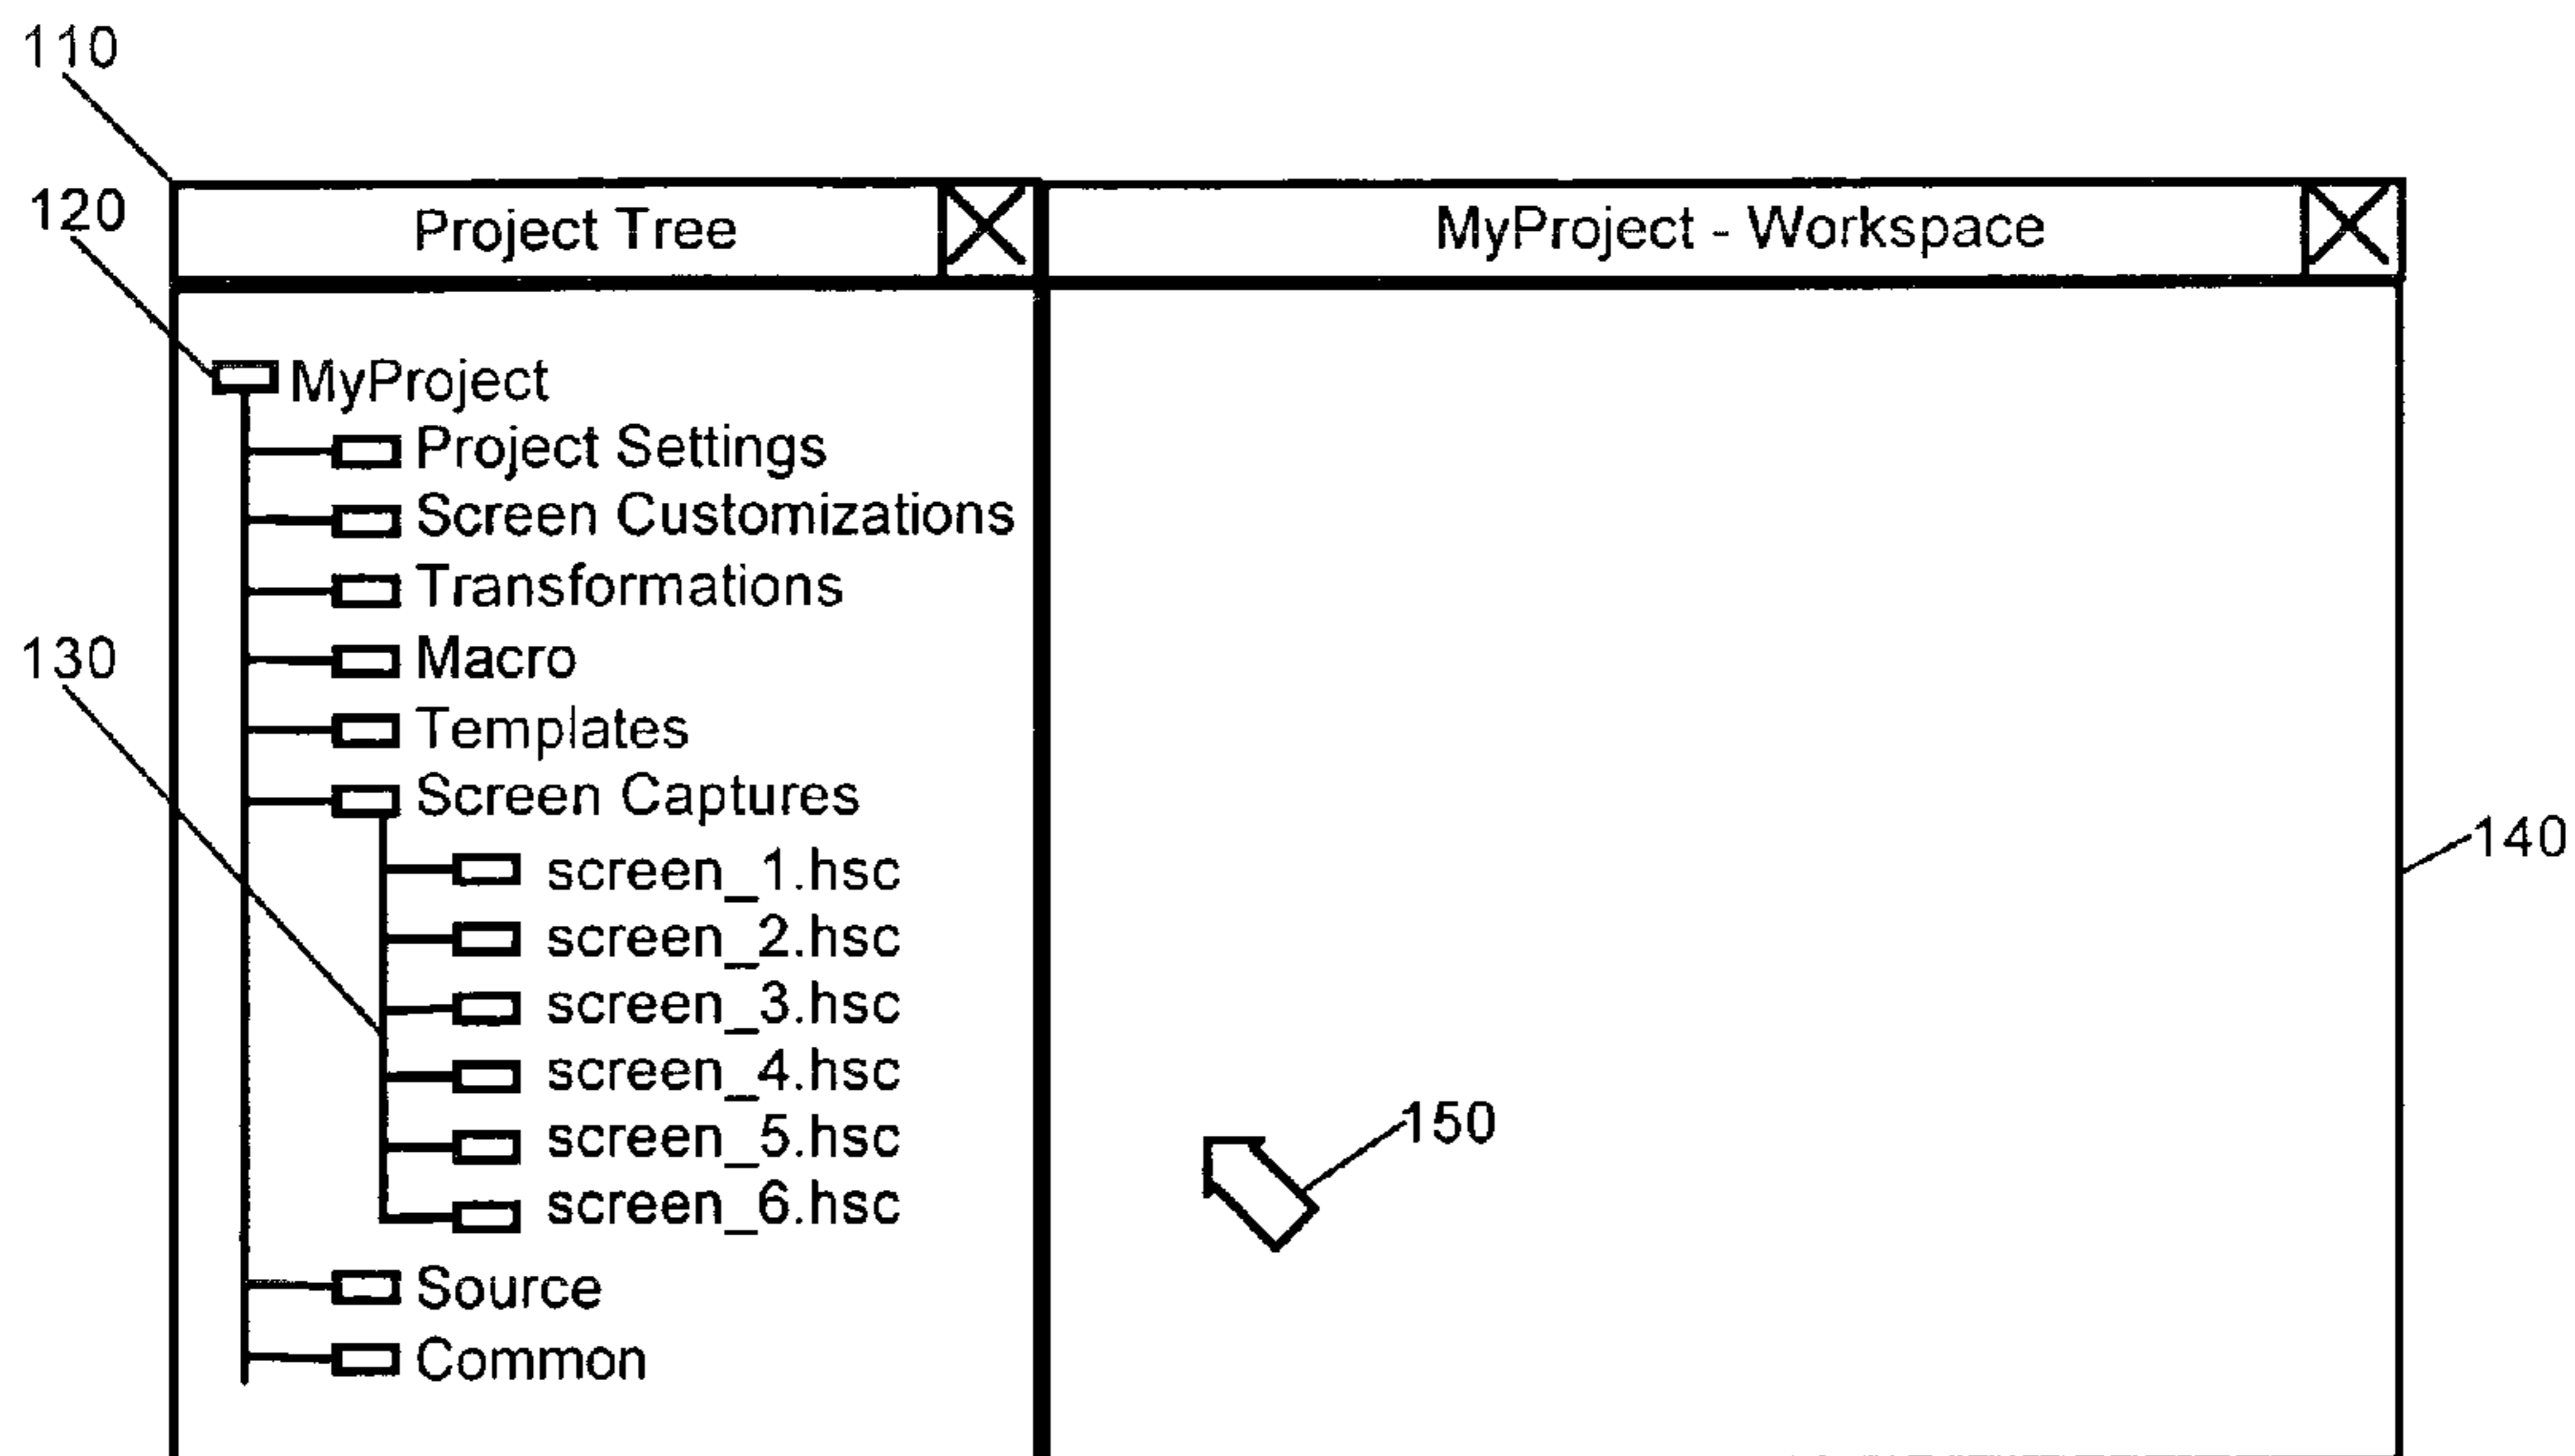 110
120
Project Tree
MyProject - Workspace
MyProject
Project Settings
Screen Customizations
Transformations
130
Macro
Templates
Screen Captures
140
screen_1.hsc
screen_2.hsc
screen_3.hsc
screen_4.hsc
screen_5.hsc
150
screen_6.hsc
Source
Common